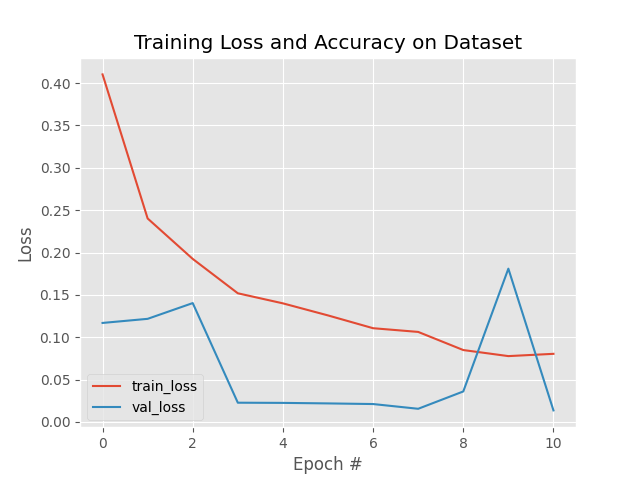 Training Loss and Accuracy on Dataset
0.40
0.35
0.30
0.25
0.20
0.15
0.10
0.05
0.00
Loss
train_loss
val_loss
0 2 4 6 8 10
Epoch #